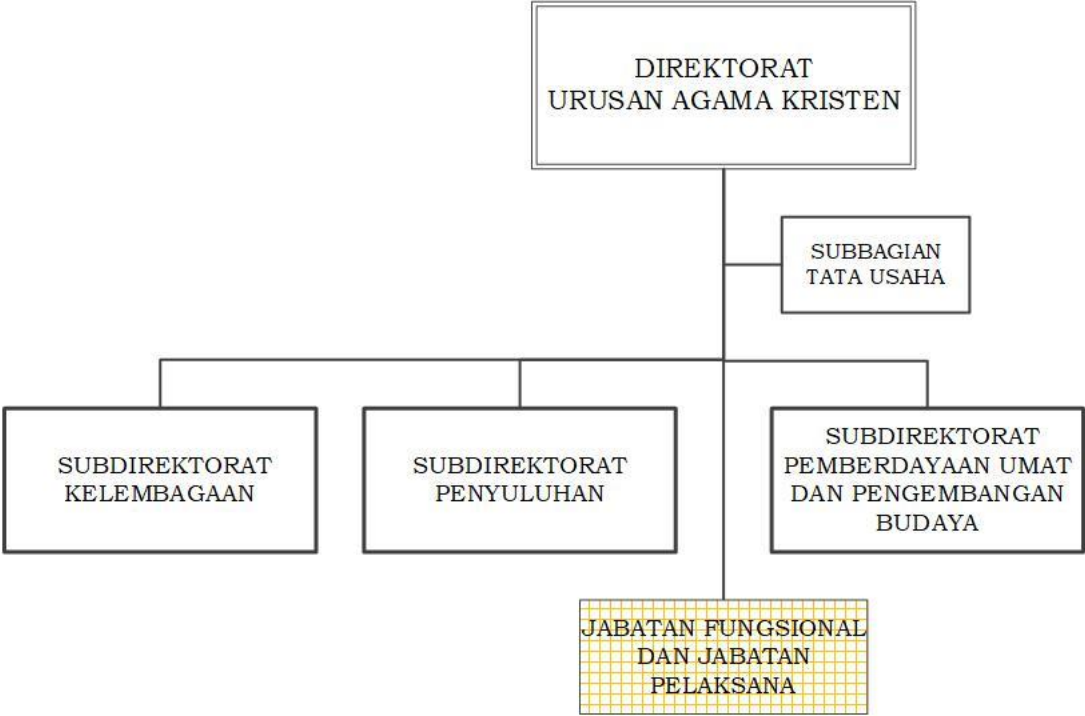 DIREKTORAT
URUSAN AGAMA KRISTEN
SUBBAGIAN
TATA USAHA
SUBDIREKTORAT
KELEMBAGAAN
SUBDIREKTORAT
PENYULUHAN
SUBDIREKTORAT
PEMBERDAYAAN UMAT
DAN PENGEMBANGAN
BUDAYA
JABATAN FUNGSIONAL
DAN JABATAN
PELAKSANA